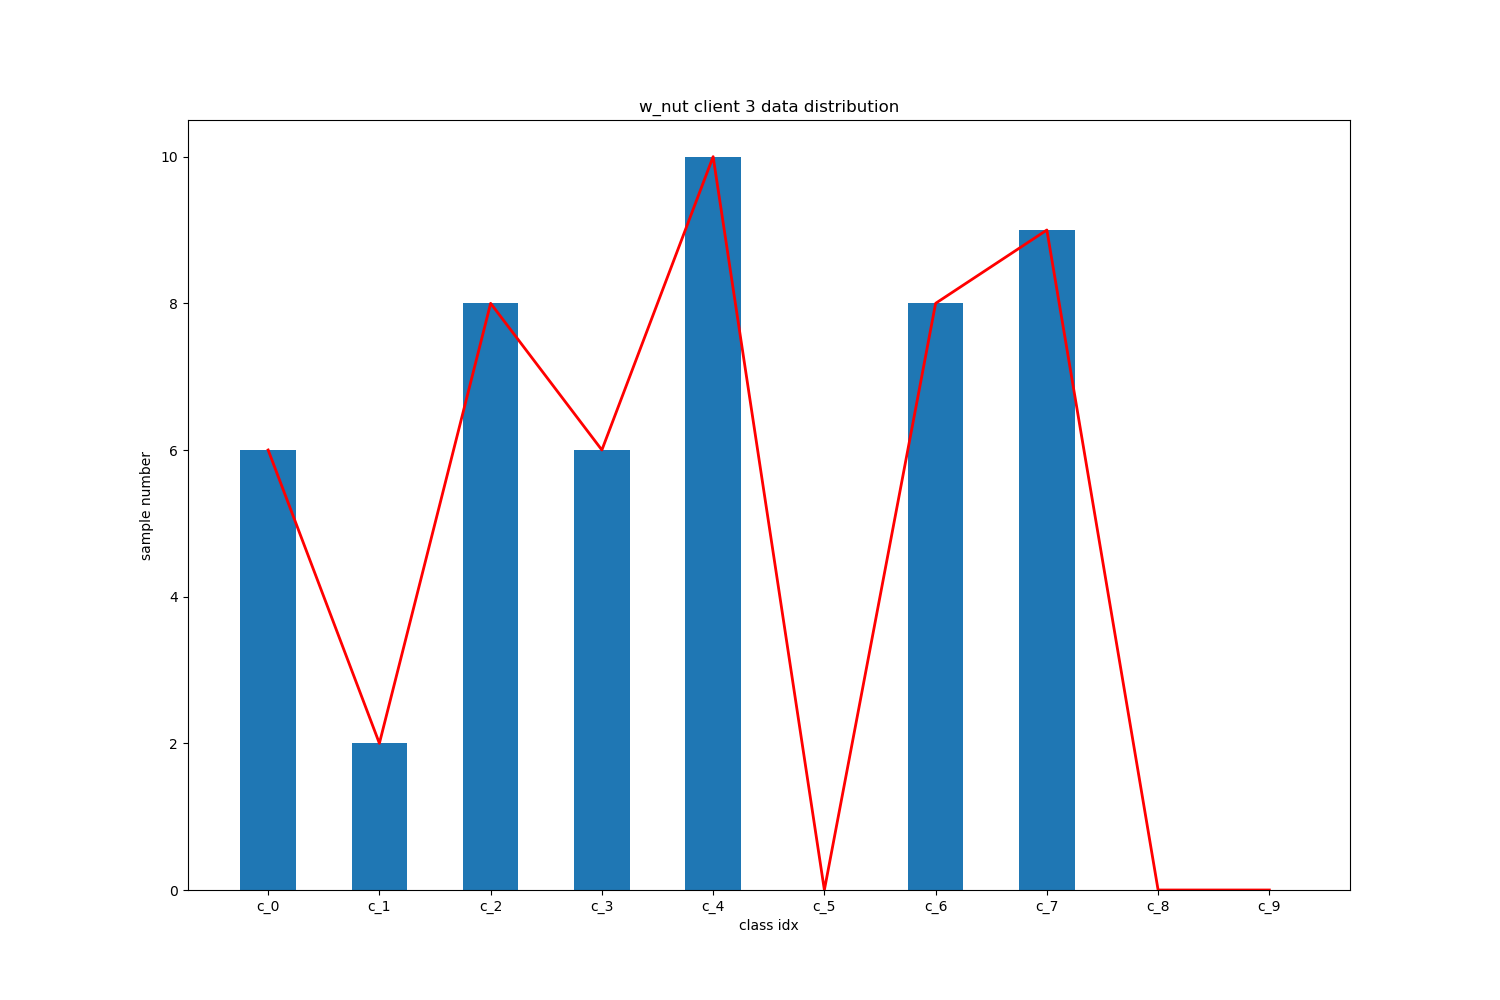 w_nut client 3 data distribution
10
8
6
4
2
0
sample number
c_0 c_1 c_2 c_3 c_4 c_5 c_6 c_7 c_8 c_9
class idx